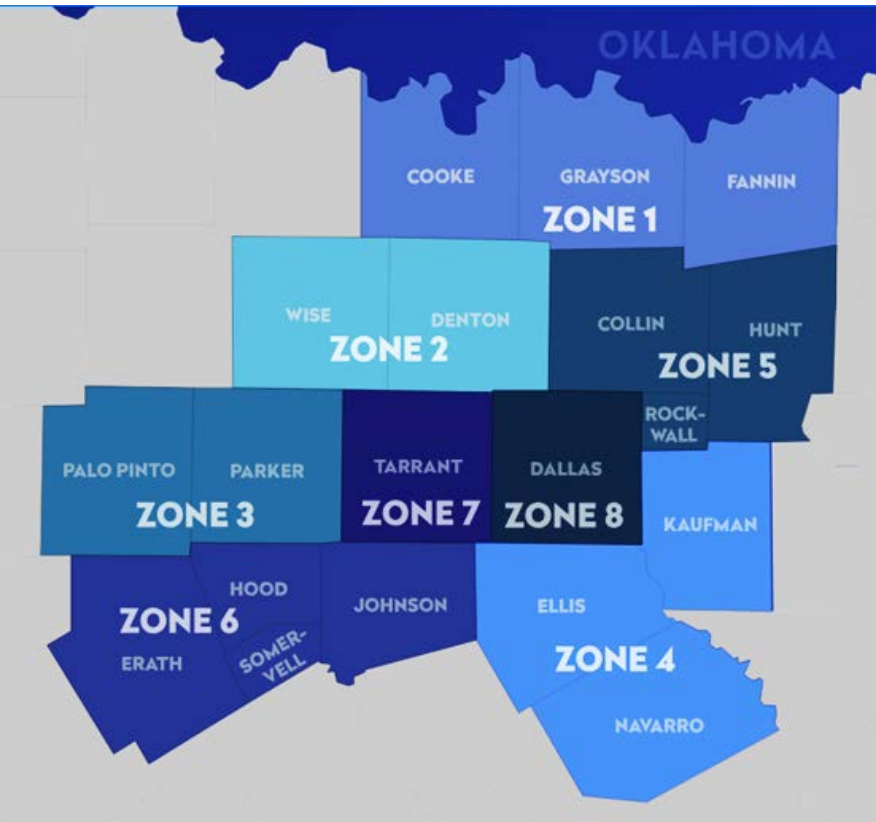 OKLAHOMA
COOKE
GRAYSON
FANNIN
ZONE 1
WISE
DENTON
ZONE 2
COLLIN
HUNT
ZONE 5
ROCK-
WALL
PALO PINTO
PARKER
ZONE 3
TARRANT
ZONE 7
DALLAS
ZONE 8
KAUFMAN
HOOD
ZONE 6
ERATH
SOMER-
VELL
JOHNSON
ELLIS
ZONE 4
NAVARRO